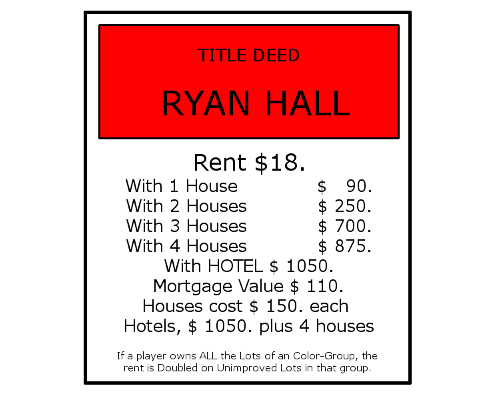 TITLE DEED
RYAN HALL
Rent $18.
With 1 House $ 90.
With 2 Houses $ 250.
With 3 Houses $ 700.
With 4 Houses $ 875.
With HOTEL $ 1050.
Mortgage Value $ 110.
Houses cost $ 150. each
Hotels, $ 1050. plus 4 houses
If a player owns ALL the Lots of an Color-Group, the
rent is Doubled on Unimproved Lots in that group.